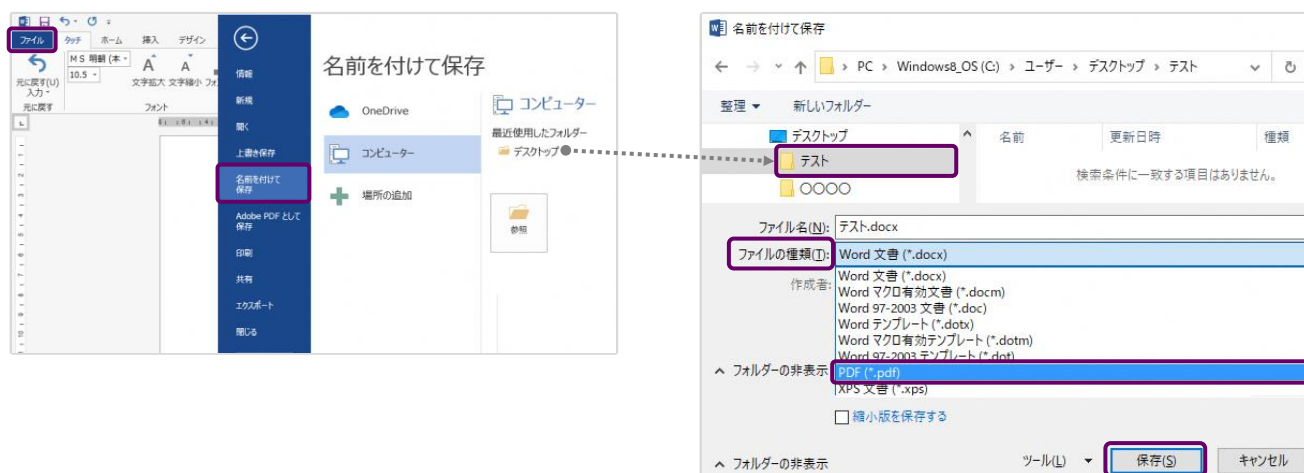 ファイル
タッチ
ホーム
挿入
デザイン
元に戻す(U)
入力
元に戻す
MS 明朝 (本
10.5
文字拡大
文字縮小
フォント
情報
新規
開く
上書き保存
名前を付けて
保存
Adobe PDF として
保存
印刷
共有
エクスポート
閉じる
名前を付けて保存
OneDrive
コンピューター
場所の追加
コンピューター
最近使用したフォルダー
デスクトップ
参照
名前を付けて保存
PC › Windows8_OS (C:) › ユーザー › デスクトップ › テスト
整理 ▼ 新しいフォルダー
デスクトップ
テスト
〇〇〇〇
名前 更新日時 種類
検索条件に一致する項目はありません。
ファイル名(N): テスト.docx
ファイルの種類(T): Word 文書 (*.docx)
作成者:
Word 文書 (*.docx)
Word マクロ有効文書 (*.docm)
Word 97-2003 文書 (*.doc)
Word テンプレート (*.dotx)
Word マクロ有効テンプレート (*.dotm)
Word 97-2003 テンプレート (*.dot)
フォルダーの非表示
PDF (*.pdf)
XPS 文書 (*.xps)
縮小版を保存する
フォルダーの非表示
ツール(L) ▼ 保存(S) キャンセル